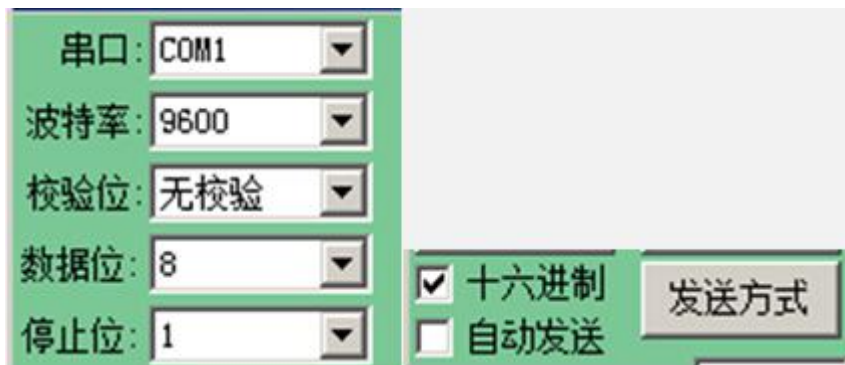 串口: COM1
波特率: 9600
校验位: 无校验
数据位: 8
停止位: 1
十六进制
自动发送
发送方式